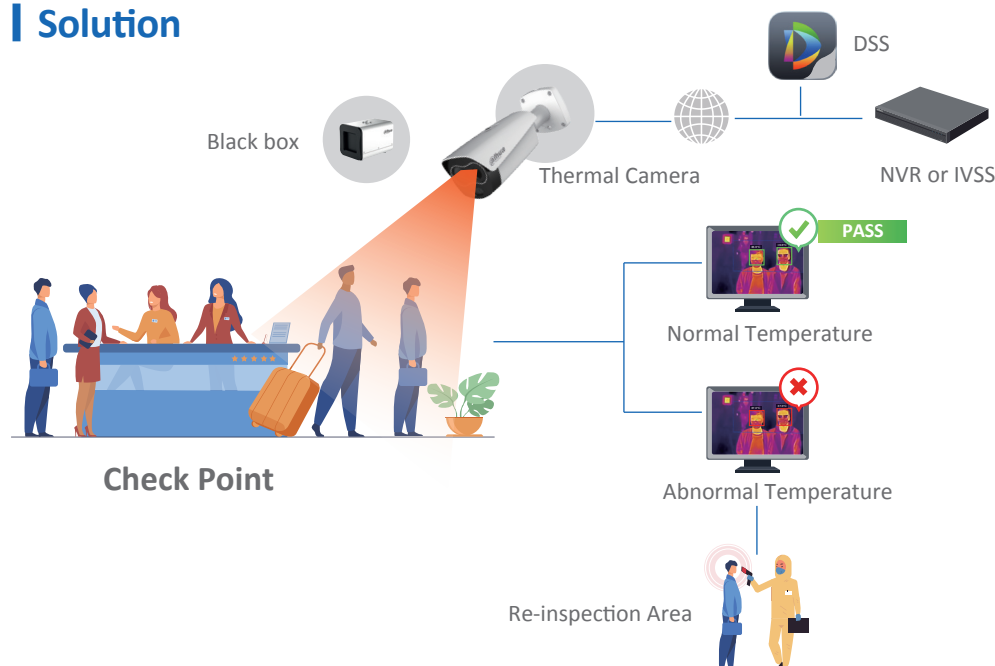 Solution
DSS
Black box
Thermal Camera
NVR or IVSS
PASS
Normal Temperature
Check Point
Abnormal Temperature
Re-inspection Area